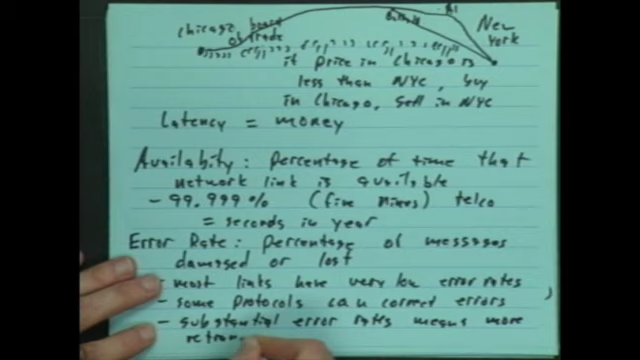 Chicago board
of trade
Buffalo
New
York
if price in Chicago is
less than NYC, buy
in Chicago, sell in NYC
Latency = money
Availabity: Percentage of time that
network link is available
- 99.999% (five nines) telco
= seconds in year
Error Rate: Percentage of messages
damaged or lost
- most links have very low error rates
- some Protocols can correct errors
- substantial error rates means more
retran